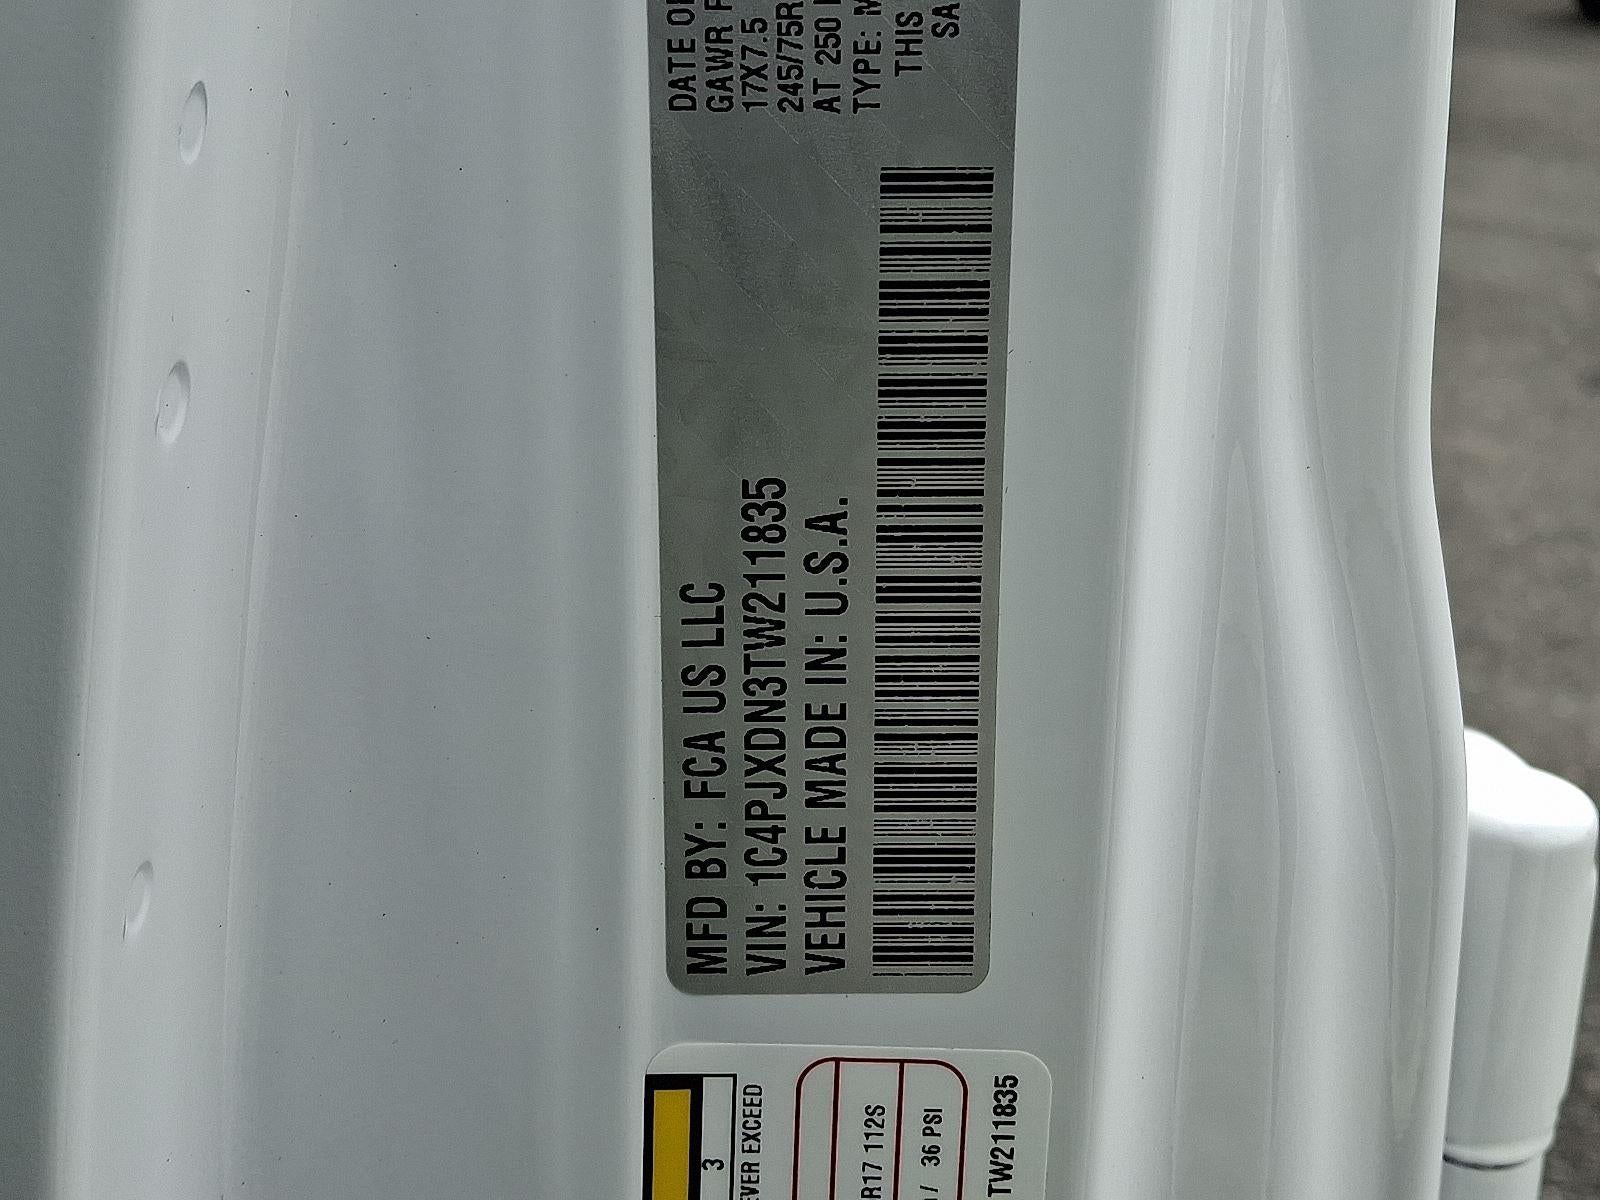 MFD BY: FCA US LLC
VIN: 1C4PJXDN3TW211835
VEHICLE MADE IN: U.S.A.
DATE OF
GAWR F
17X7.5
245/75R
AT 250
TYPE: M
THIS
SA
3
EVER EXCEED
R17 112S
/ 36 PSI
TW211835